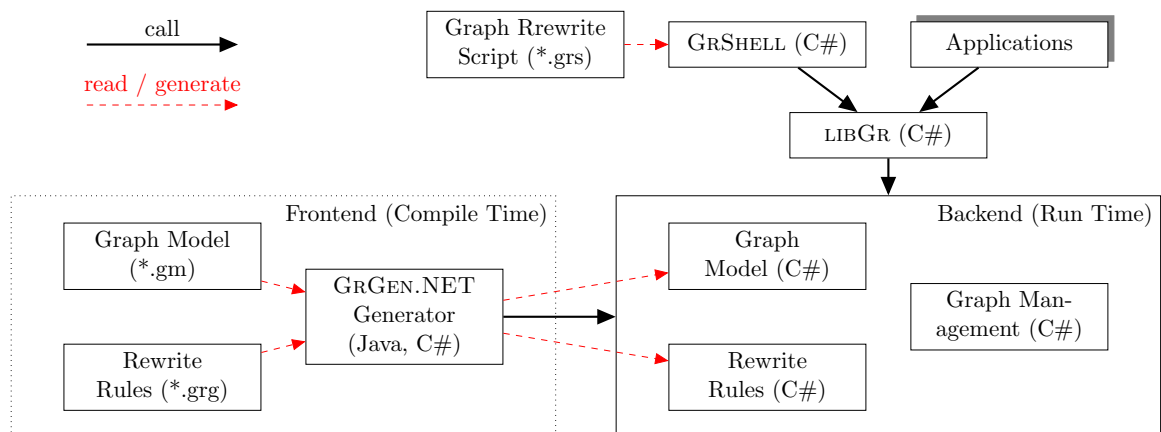 call
read / generate
Graph Rrewrite
Script (*.grs)
GRSHELL (C#)
Applications
LIBGR (C#)
Frontend (Compile Time)
Graph Model
(*.gm)
GRGEN.NET
Generator
(Java, C#)
Rewrite
Rules (*.grg)
Backend (Run Time)
Graph
Model (C#)
Graph Man-
agement (C#)
Rewrite
Rules (C#)